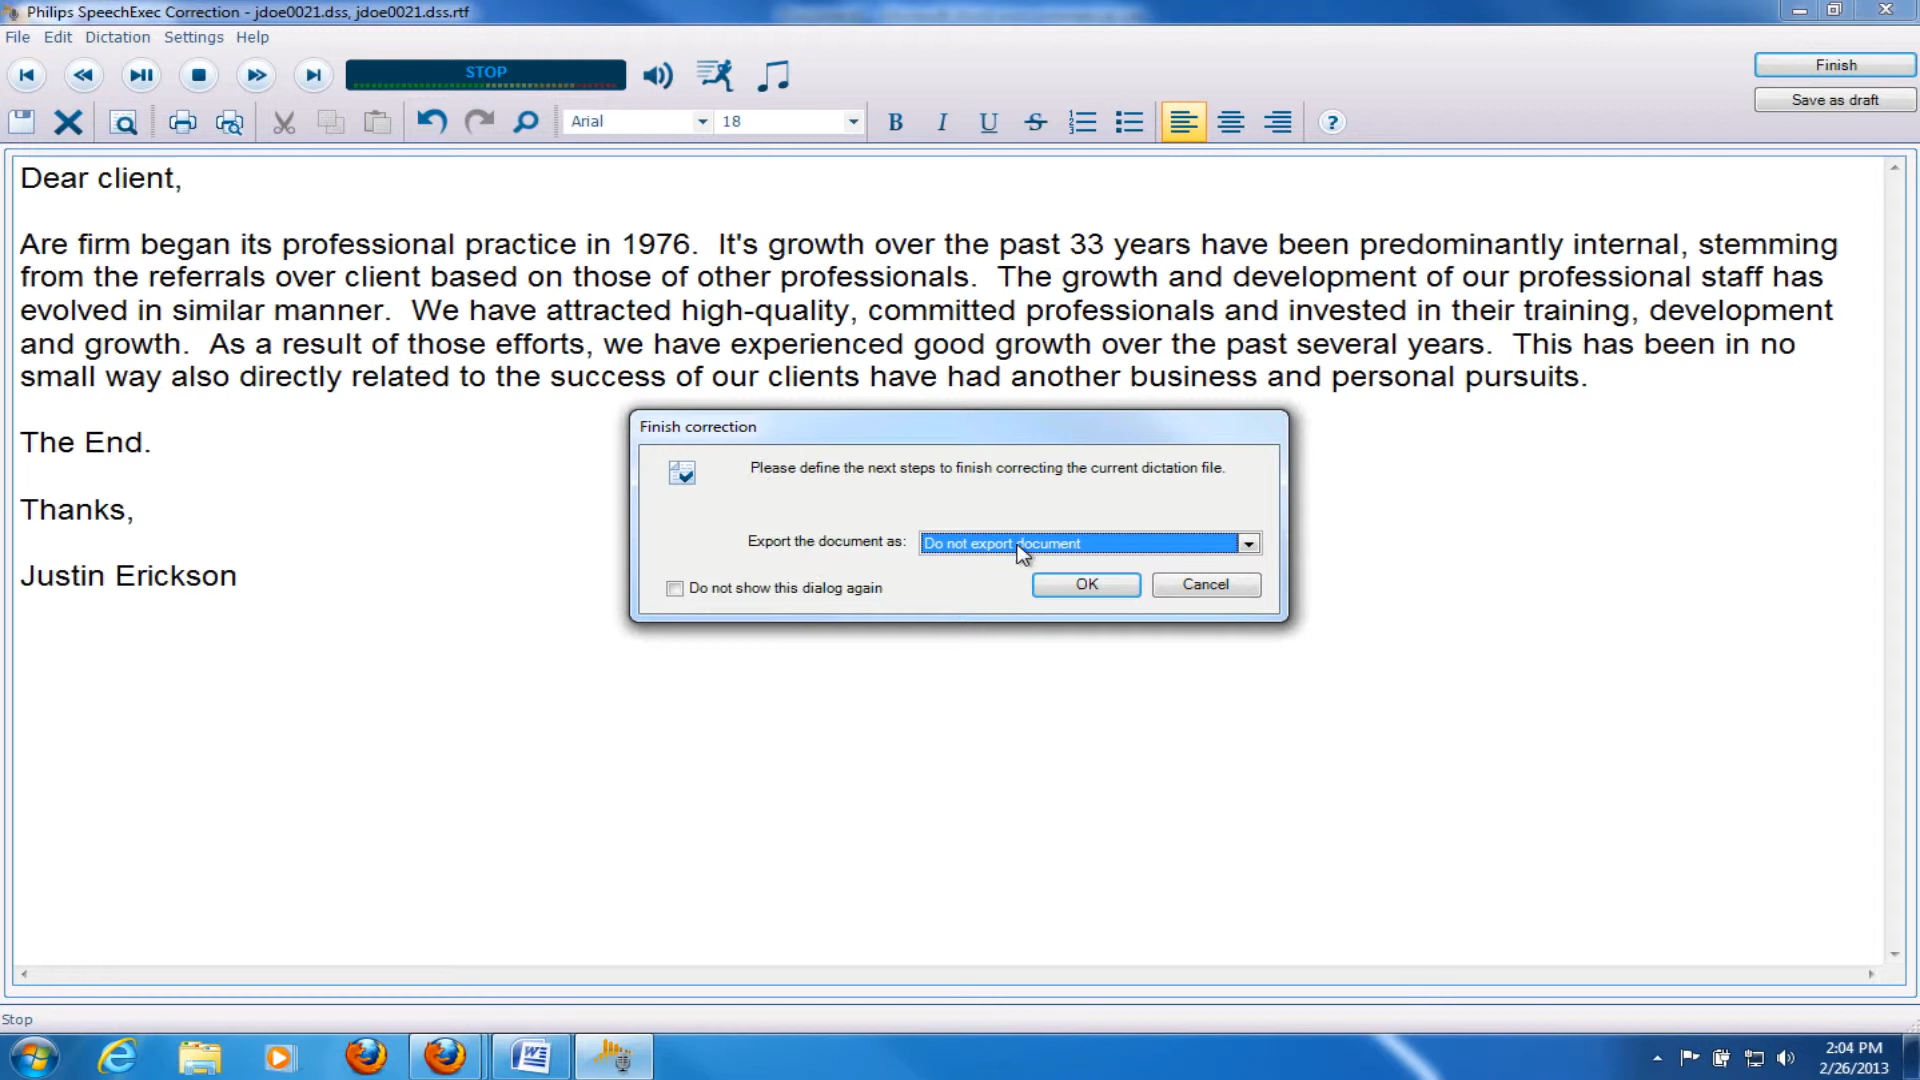 Philips SpeechExec Correction - jdoe0021.dss, jdoe0021.dss.rtf
File Edit Dictation Settings Help
STOP
Finish
Save as draft
Arial 18 B I U S ?
Dear client,
Are firm began its professional practice in 1976.  It's growth over the past 33 years have been predominantly internal, stemming
from the referrals over client based on those of other professionals.  The growth and development of our professional staff has
evolved in similar manner.  We have attracted high-quality, committed professionals and invested in their training, development
and growth.  As a result of those efforts, we have experienced good growth over the past several years.  This has been in no
small way also directly related to the success of our clients have had another business and personal pursuits.
The End.
Thanks,
Justin Erickson
Finish correction
Please define the next steps to finish correcting the current dictation file.
Export the document as: Do not export document
Do not show this dialog again
OK
Cancel
Stop
2:04 PM
2/26/2013